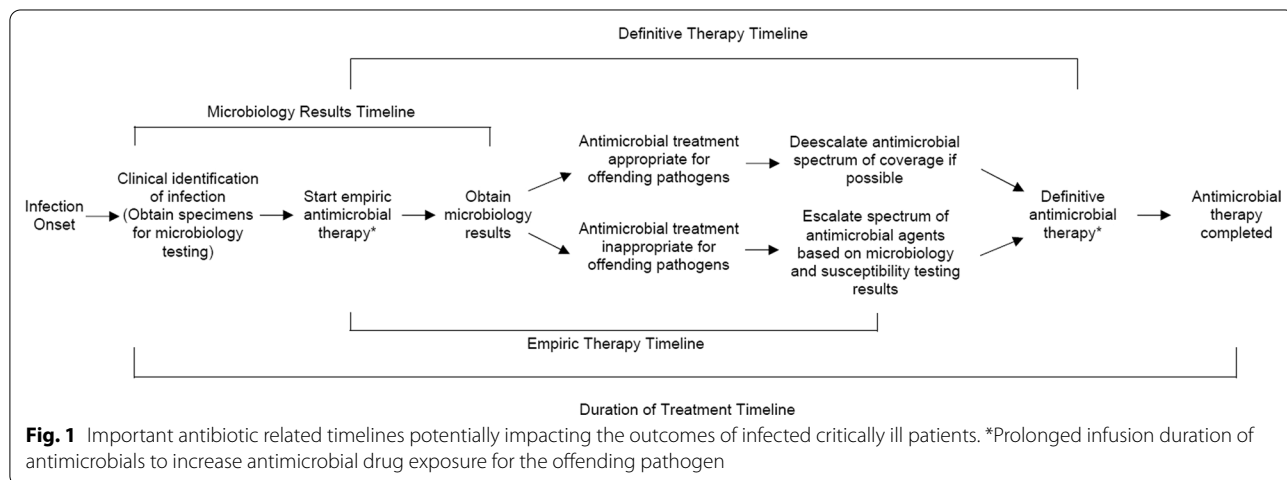 Definitive Therapy Timeline
Microbiology Results Timeline
Infection
Onset
Clinical identification
of infection
(Obtain specimens
for microbiology
testing)
Start empiric
antimicrobial
therapy*
Obtain
microbiology
results
Antimicrobial treatment
appropriate for
offending pathogens
Deescalate antimicrobial
spectrum of coverage if
possible
Antimicrobial treatment
inappropriate for
offending pathogens
Escalate spectrum of
antimicrobial agents
based on microbiology
and susceptibility testing
results
Definitive
antimicrobial
therapy*
Antimicrobial
therapy
completed
Empiric Therapy Timeline
Duration of Treatment Timeline
Fig. 1 Important antibiotic related timelines potentially impacting the outcomes of infected critically ill patients. *Prolonged infusion duration of
antimicrobials to increase antimicrobial drug exposure for the offending pathogen